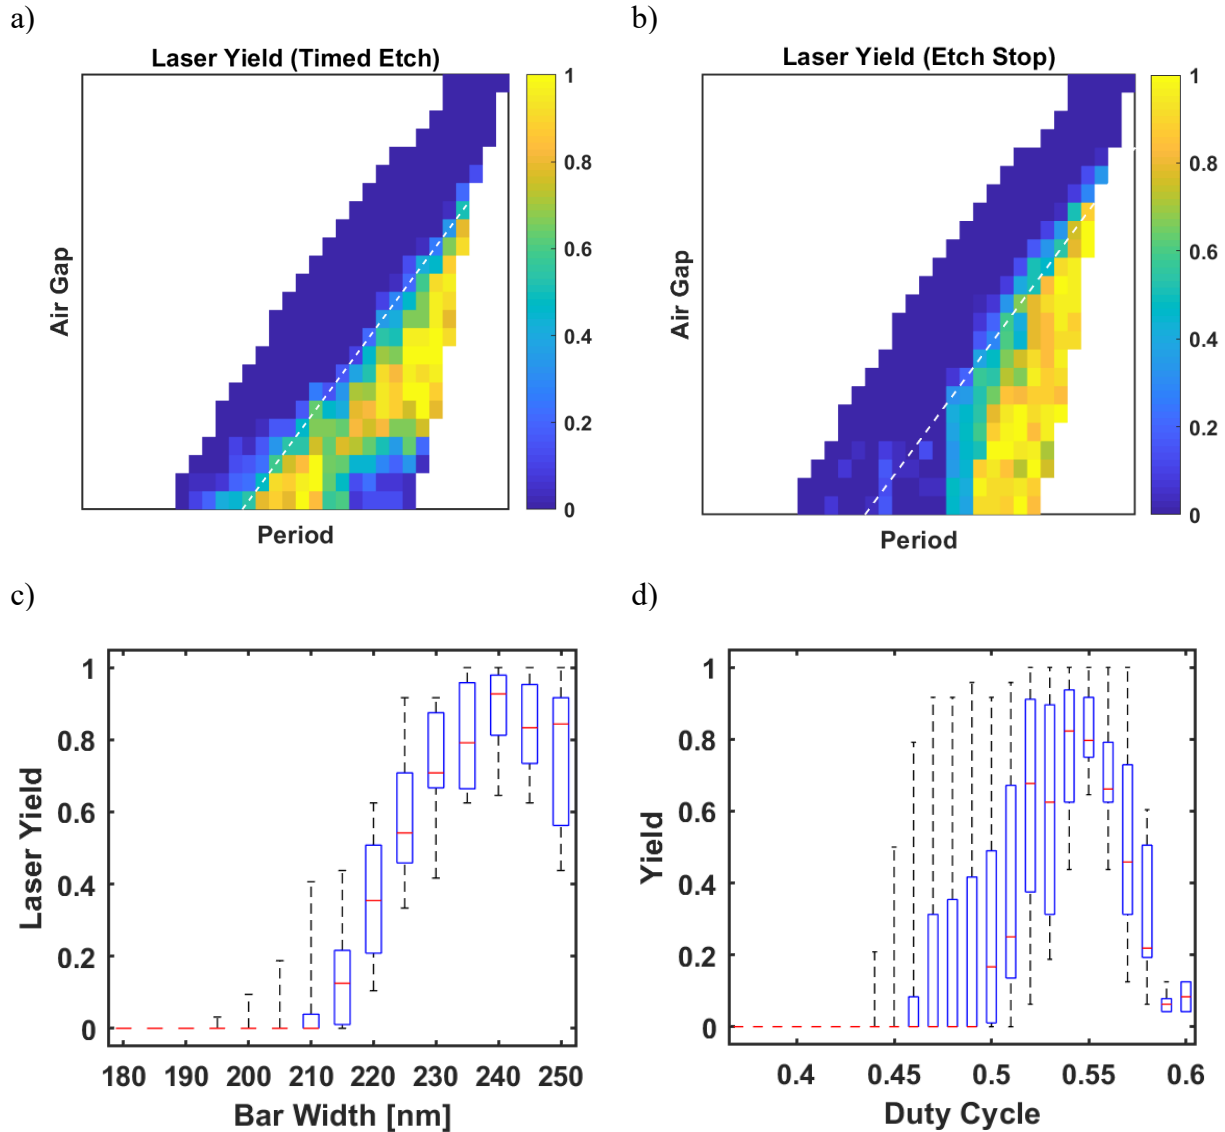 a)
b)
Laser Yield (Timed Etch)
Laser Yield (Etch Stop)
Air Gap
1
0.8
0.6
0.4
0.2
0
Period
Air Gap
1
0.8
0.6
0.4
0.2
0
Period
c)
d)
Laser Yield
1
0.8
0.6
0.4
0.2
0
180 190 200 210 220 230 240 250
Bar Width [nm]
Yield
1
0.8
0.6
0.4
0.2
0
0.4 0.45 0.5 0.55 0.6
Duty Cycle